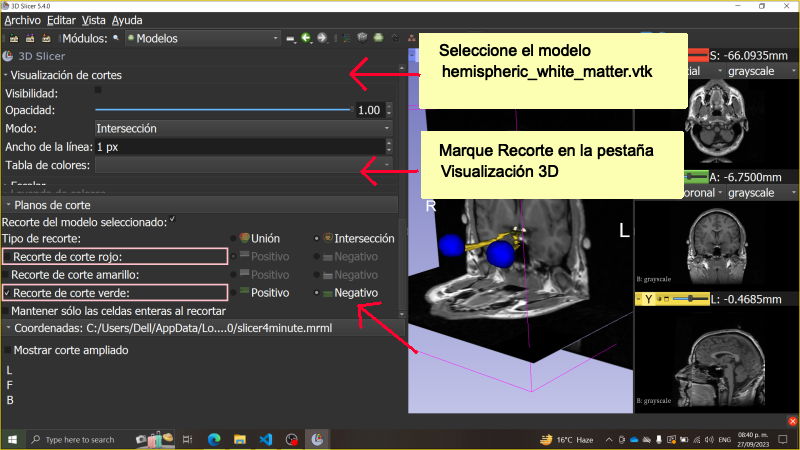 3D Slicer 5.4.0
Archivo Editar Vista Ayuda
Módulos: Modelos
3D Slicer
Visualización de cortes
Visibilidad:
Opacidad: 1.00
Modo: Intersección
Ancho de la línea: 1 px
Tabla de colores:
Planos de corte
Recorte del modelo seleccionado:
Tipo de recorte: Unión Intersección
Recorte de corte rojo: Positivo Negativo
Recorte de corte amarillo: Positivo Negativo
Recorte de corte verde: Positivo Negativo
Mantener sólo las celdas enteras al recortar
Coordenadas: C:/Users/Dell/AppData/Lo....0/slicer4minute.mrml
Mostrar corte ampliado
L
F
B
Seleccione el modelo
hemispheric_white_matter.vtk
Marque Recorte en la pestaña
Visualización 3D
R
L
S: -66.0935mm
grayscale
A: -6.7500mm
grayscale
B: grayscale
Y L: -0.4685mm
B: grayscale
Type here to search
16°C Haze
ENG
08:40 p. m.
27/09/2023